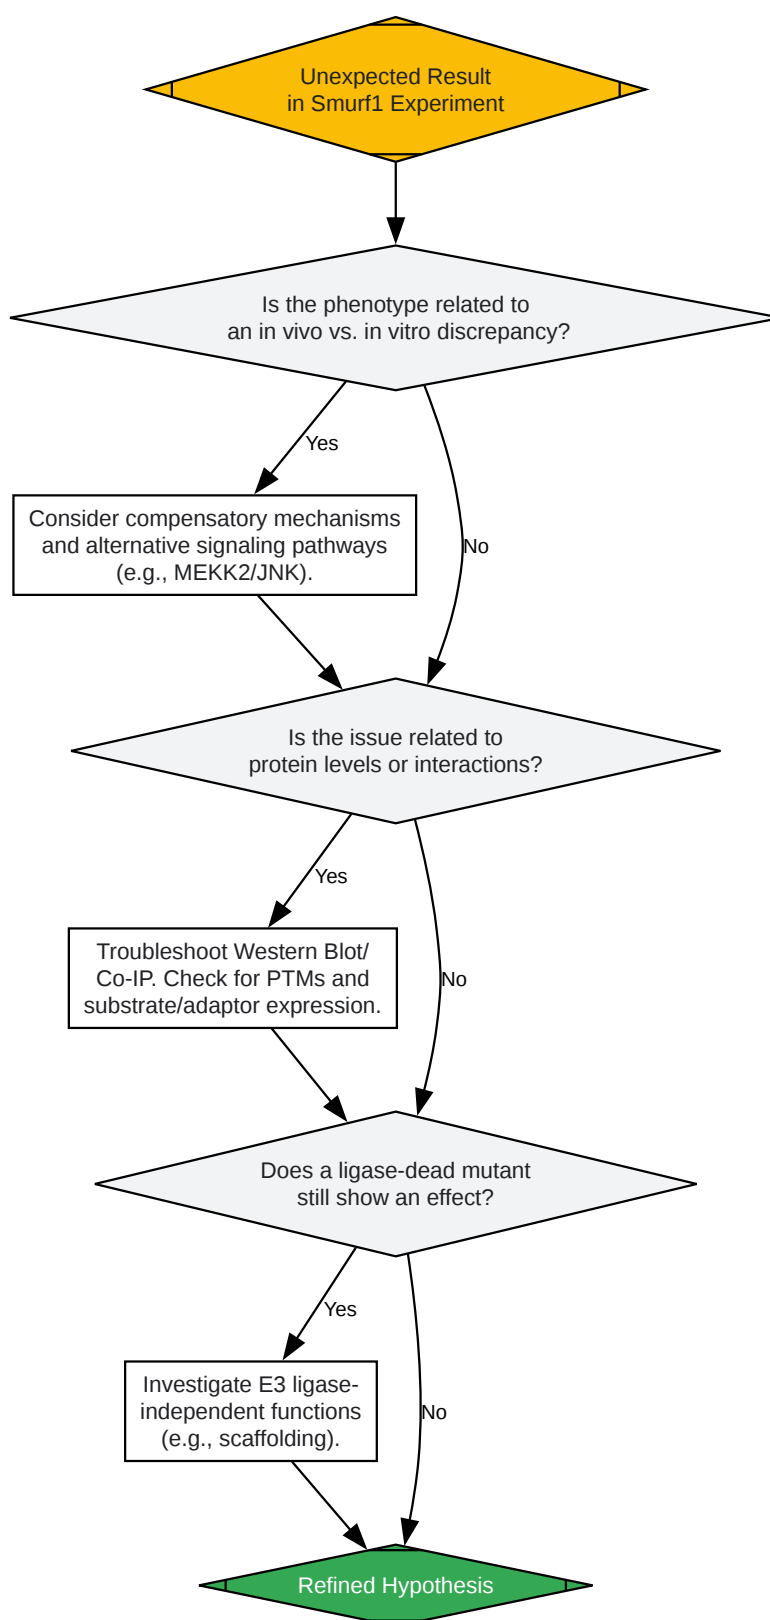 Unexpected Result
in Smurf1 Experiment
Is the phenotype related to
an in vivo vs. in vitro discrepancy?
Yes
Consider compensatory mechanisms
and alternative signaling pathways
(e.g., MEKK2/JNK).
No
Is the issue related to
protein levels or interactions?
Yes
Troubleshoot Western Blot/
Co-IP. Check for PTMs and
substrate/adaptor expression.
No
Does a ligase-dead mutant
still show an effect?
Yes
Investigate E3 ligase-
independent functions
(e.g., scaffolding).
No
Refined Hypothesis